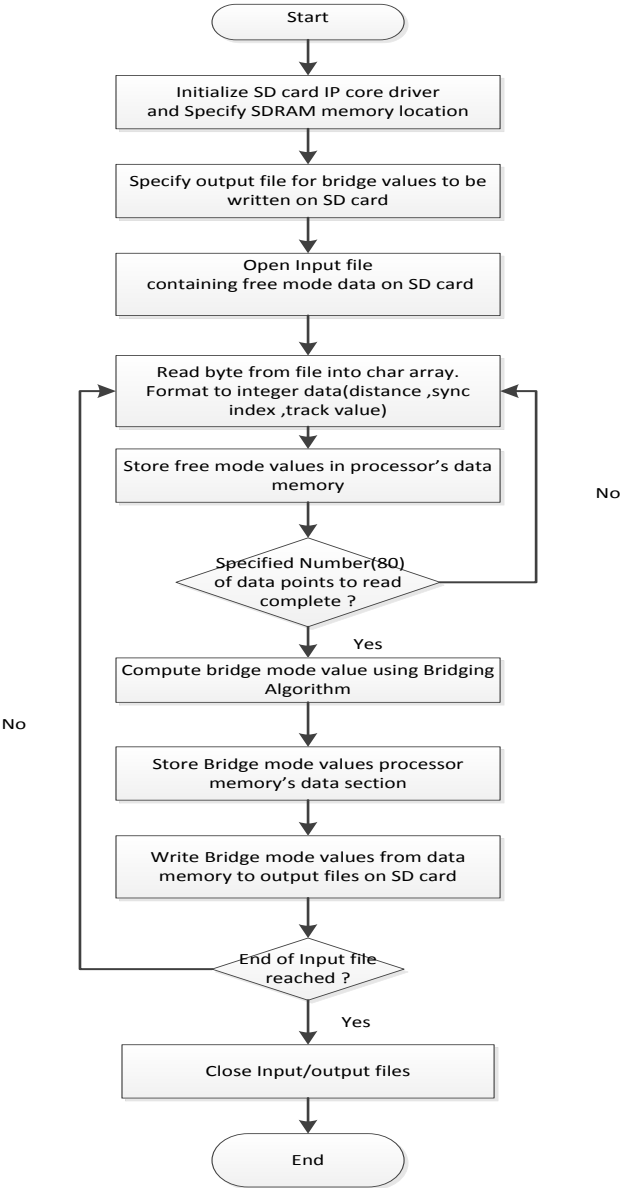 Start
Initialize SD card IP core driver
and Specify SDRAM memory location
Specify output file for bridge values to be
written on SD card
Open Input file
containing free mode data on SD card
Read byte from file into char array.
Format to integer data(distance ,sync
index ,track value)
Store free mode values in processor’s data
memory
No
Specified Number(80)
of data points to read
complete ?
Yes
Compute bridge mode value using Bridging
Algorithm
No
Store Bridge mode values processor
memory’s data section
Write Bridge mode values from data
memory to output files on SD card
End of Input file
reached ?
Yes
Close Input/output files
End